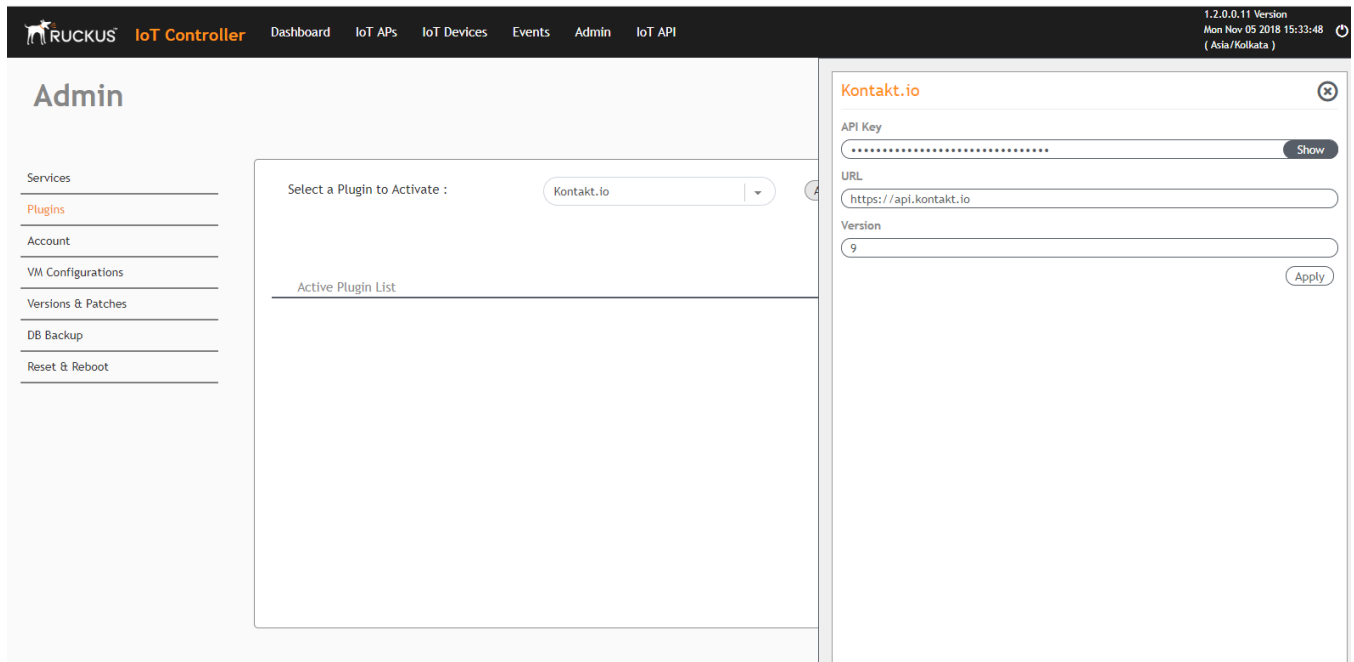 RUCKUS IoT Controller Dashboard IoT APs IoT Devices Events Admin IoT API
1.2.0.0.11 Version
Mon Nov 05 2018 15:33:48
( Asia/Kolkata )
Admin
Services
Plugins
Account
VM Configurations
Versions & Patches
DB Backup
Reset & Reboot
Select a Plugin to Activate : Kontakt.io
Active Plugin List
Kontakt.io
API Key
•••••••••••••••••••••••••••••••• Show
URL
https://api.kontakt.io
Version
9
Apply